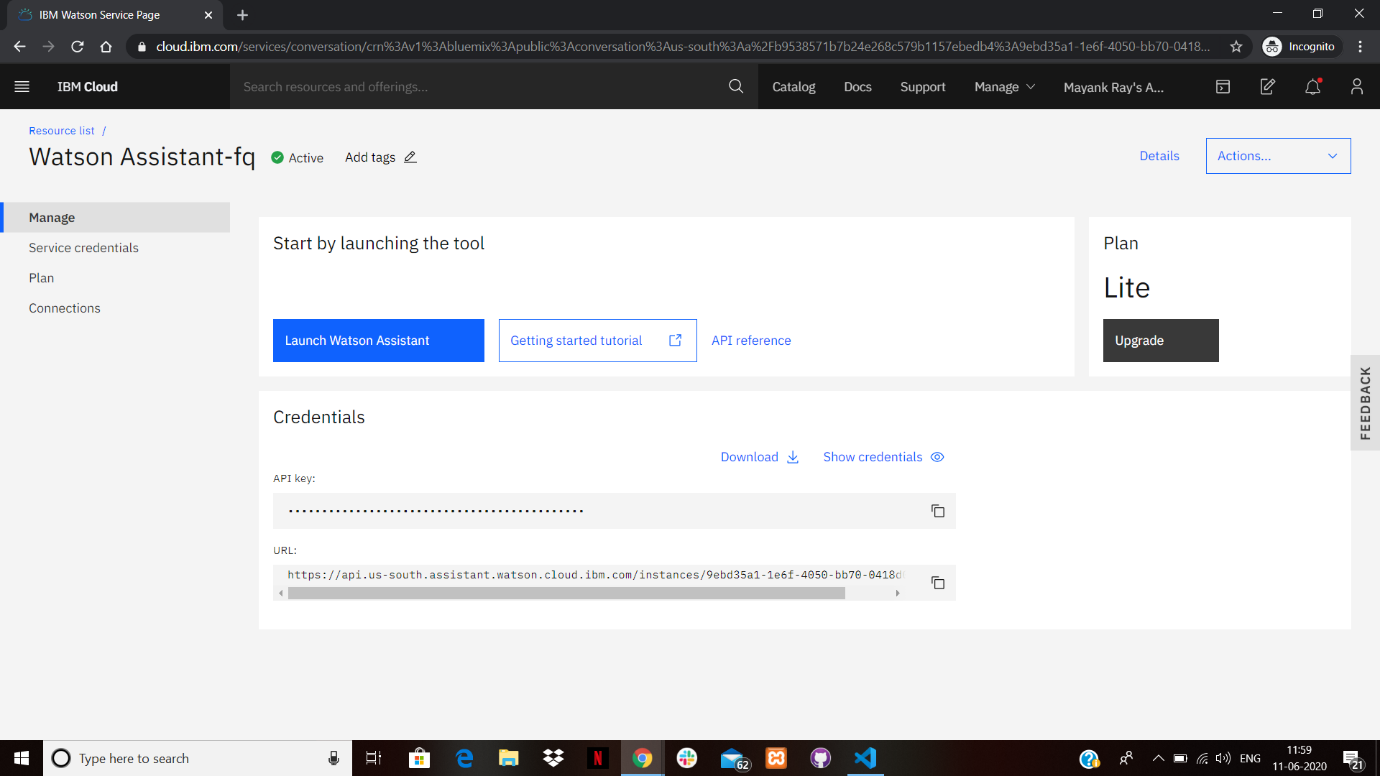 IBM Watson Service Page
cloud.ibm.com/services/conversation/crn%3Av1%3Abluemix%3Apublic%3Aconversation%3Aus-south%3Aa%2Fb9538571b7b24e268c579b1157ebedb4%3A9ebd35a1-1e6f-4050-bb70-0418...
Incognito
IBM Cloud
Search resources and offerings...
Catalog
Docs
Support
Manage
Mayank Ray's A...
Resource list /
Watson Assistant-fq
Active
Add tags
Details
Actions...
Manage
Service credentials
Plan
Connections
Start by launching the tool
Launch Watson Assistant
Getting started tutorial
API reference
Plan
Lite
Upgrade
FEEDBACK
Credentials
Download
Show credentials
API key:
URL:
https://api.us-south.assistant.watson.cloud.ibm.com/instances/9ebd35a1-1e6f-4050-bb70-0418d
Type here to search
62
ENG
11:59
11-06-2020
21